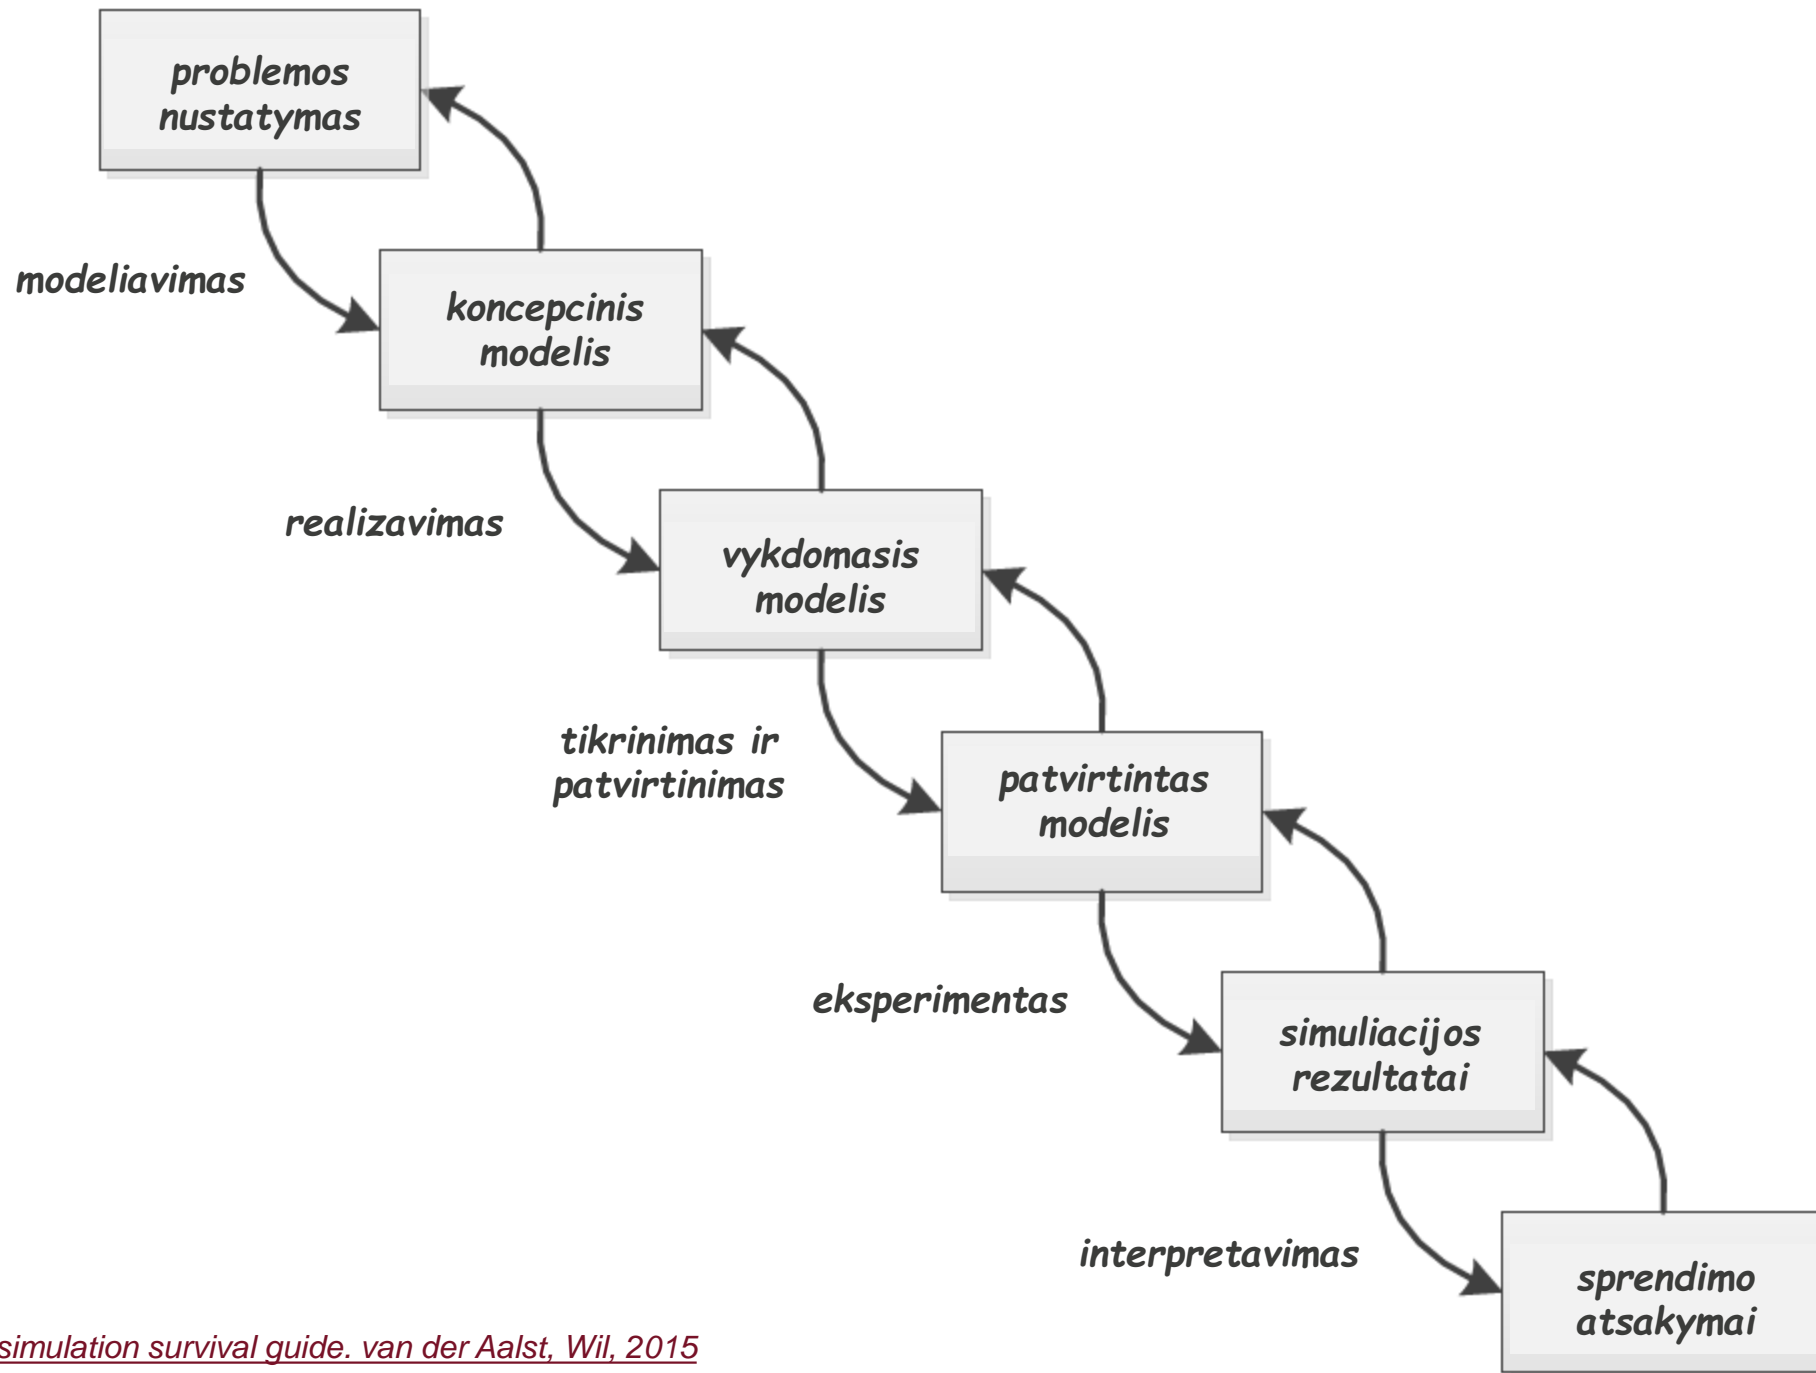 problemos
nustatymas
modeliavimas
koncepcinis
modelis
realizavimas
vykdomasis
modelis
tikrinimas ir
patvirtinimas
patvirtintas
modelis
eksperimentas
simuliacijos
rezultatai
interpretavimas
sprendimo
atsakymai
simulation survival guide. van der Aalst, Wil, 2015